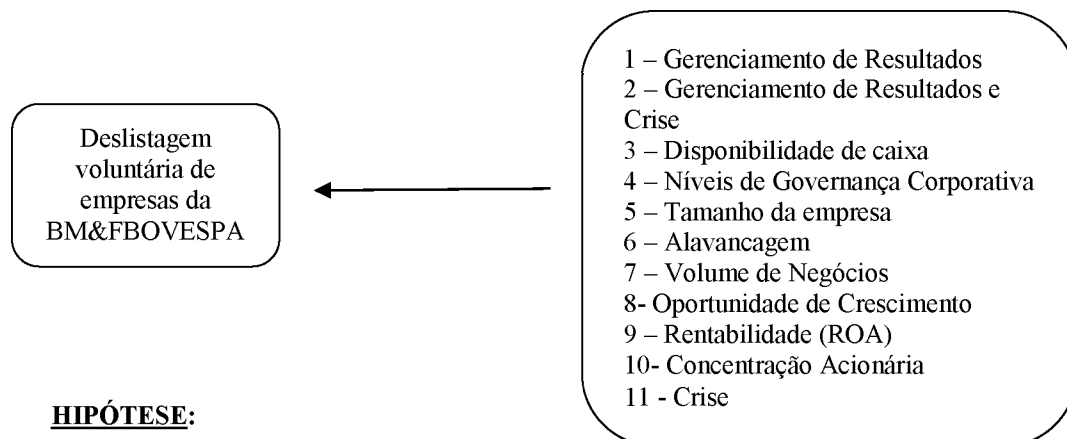 Deslistagem
voluntária de
empresas da
BM&FBOVESPA
1 – Gerenciamento de Resultados
2 – Gerenciamento de Resultados e
Crise
3 – Disponibilidade de caixa
4 – Níveis de Governança Corporativa
5 – Tamanho da empresa
6 – Alavancagem
7 – Volume de Negócios
8- Oportunidade de Crescimento
9 – Rentabilidade (ROA)
10- Concentração Acionária
11 - Crise
HIPÓTESE: